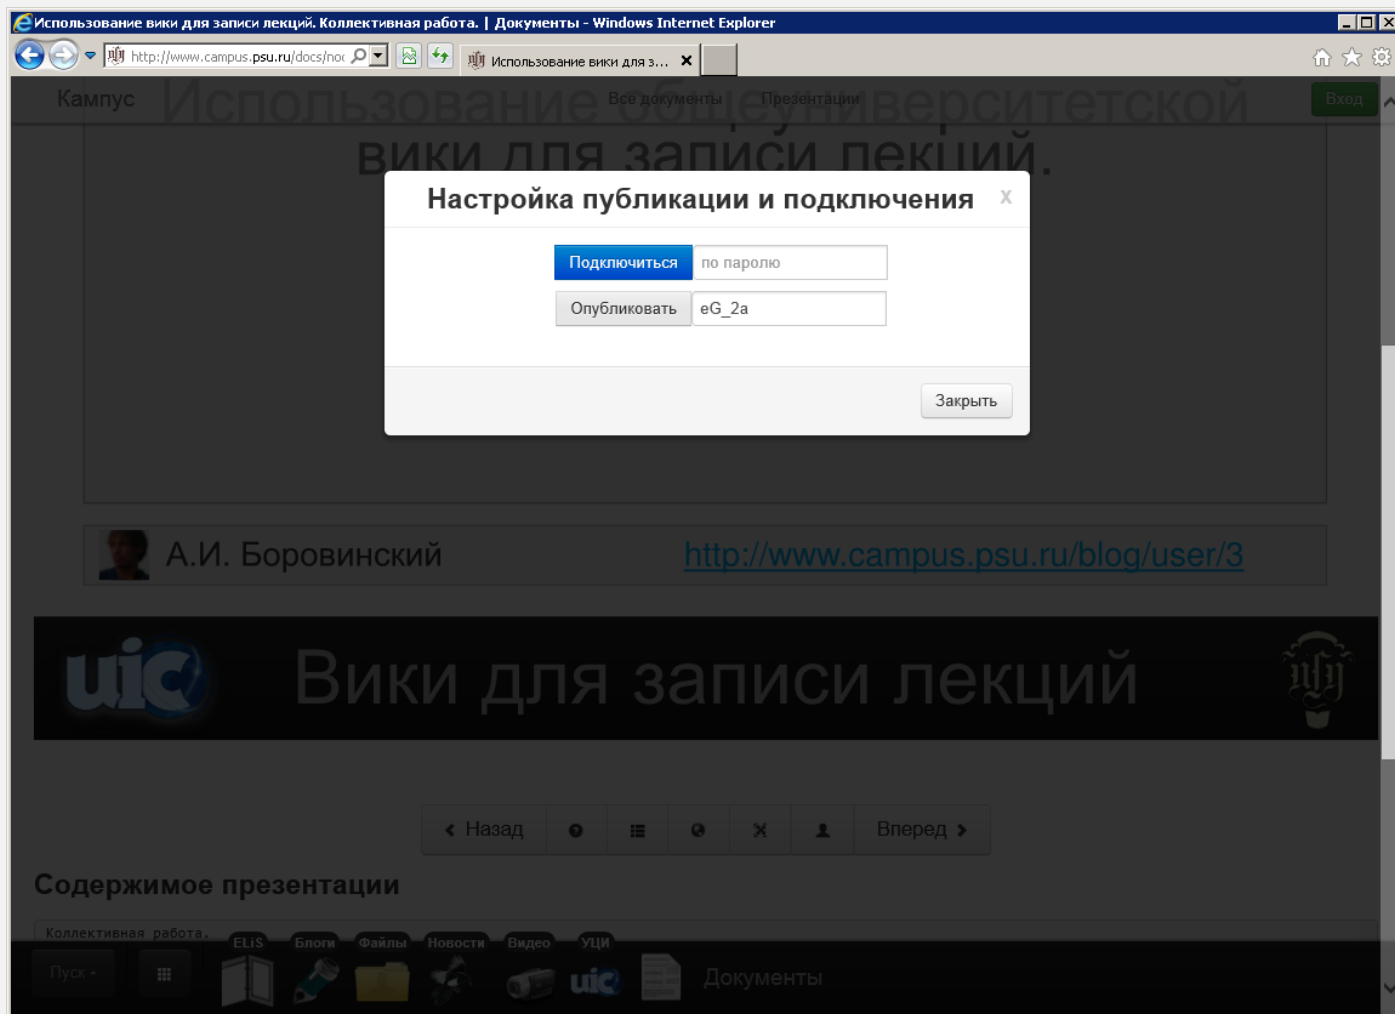 Использование вики для записи лекций. Коллективная работа. | Документы - Windows Internet Explorer
http://www.campus.psu.ru/docs/noc
Использование вики для з...
Кампус
Все документы
Презентации
Вход
Использование общеуниверситетской
вики для записи лекций.
Настройка публикации и подключения
x
Подключиться
по паролю
Опубликовать
eG_2a
Закрыть
А.И. Боровинский
http://www.campus.psu.ru/blog/user/3
uic
Вики для записи лекций
Назад
Вперед
Содержимое презентации
Коллективная работа.
Пуск
ELiS
Блоги
Файлы
Новости
Видео
УЦИ
uic
Документы